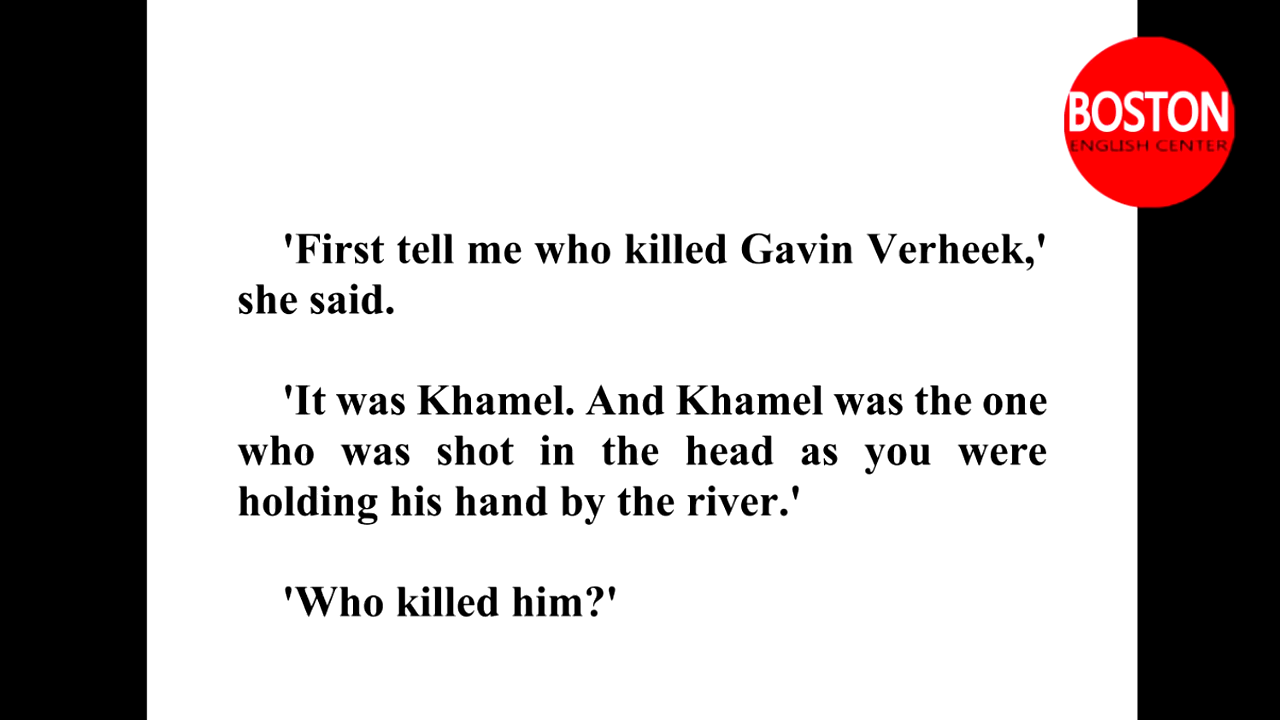 BOSTON
ENGLISH CENTER
'First tell me who killed Gavin Verheek,'
she said.
'It was Khamel. And Khamel was the one
who was shot in the head as you were
holding his hand by the river.'
'Who killed him?'